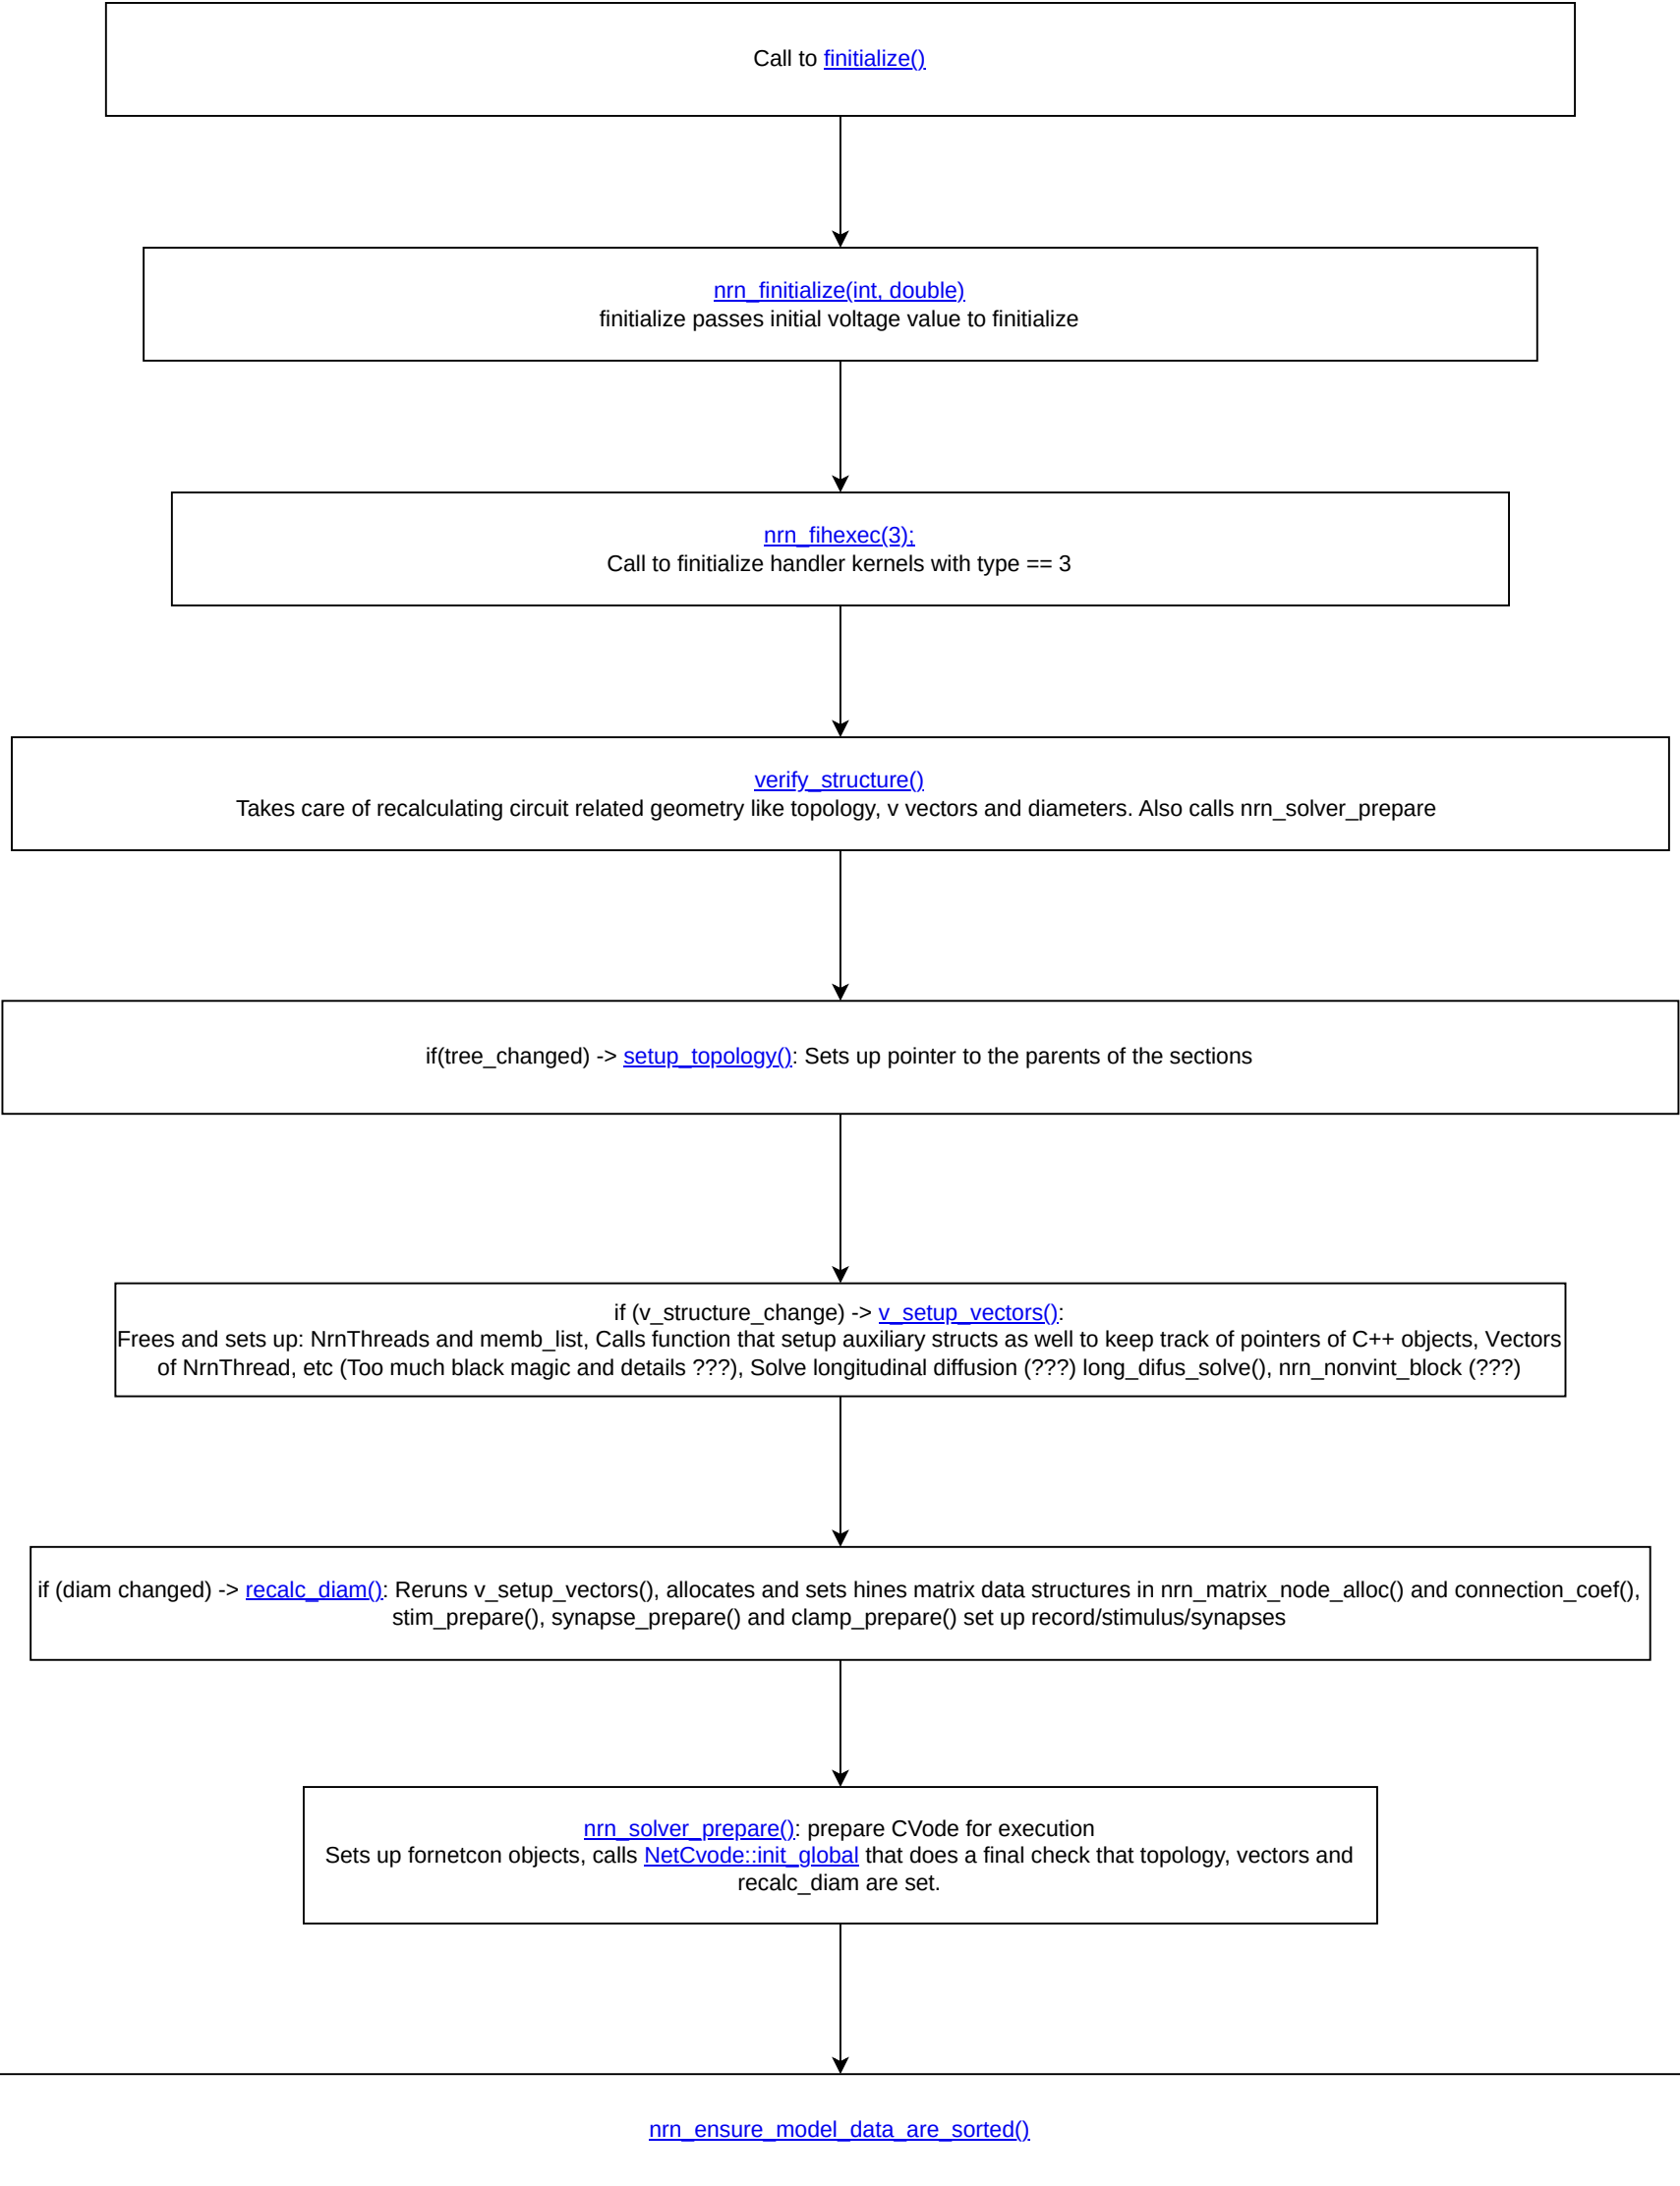 Call to finitialize()
nrn_finitialize(int, double)
finitialize passes initial voltage value to finitialize
nrn_fihexec(3);
Call to finitialize handler kernels with type == 3
verify_structure()
Takes care of recalculating circuit related geometry like topology, v vectors and diameters. Also calls nrn_solver_prepare
if(tree_changed) -> setup_topology(): Sets up pointer to the parents of the sections
if (v_structure_change) -> v_setup_vectors():
Frees and sets up: NrnThreads and memb_list, Calls function that setup auxiliary structs as well to keep track of pointers of C++ objects, Vectors
of NrnThread, etc (Too much black magic and details ???), Solve longitudinal diffusion (???) long_difus_solve(), nrn_nonvint_block (???)
if (diam changed) -> recalc_diam(): Reruns v_setup_vectors(), allocates and sets hines matrix data structures in nrn_matrix_node_alloc() and connection_coef(),
stim_prepare(), synapse_prepare() and clamp_prepare() set up record/stimulus/synapses
nrn_solver_prepare(): prepare CVode for execution
Sets up fornetcon objects, calls NetCvode::init_global that does a final check that topology, vectors and
recalc_diam are set.
nrn_ensure_model_data_are_sorted()